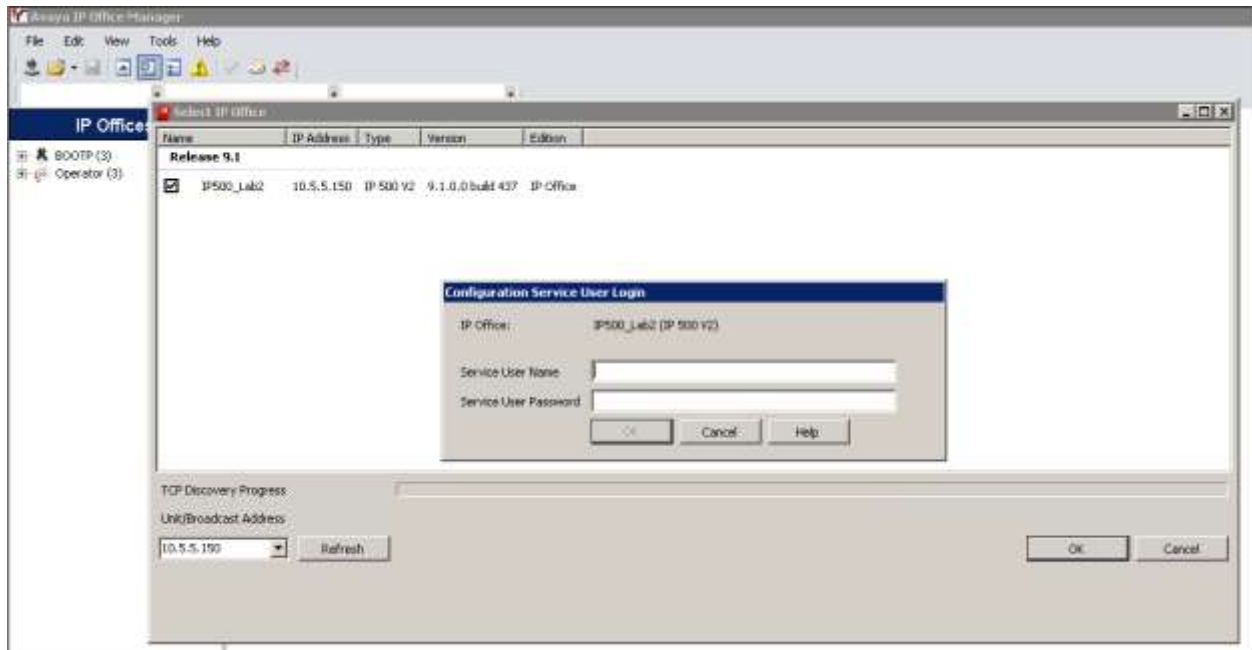 Avaya IP Office Manager
File Edit View Tools Help
Select IP Office
IP Offices
BOOTP (3)
Operator (3)
Name IP Address Type Version Edition
Release 9.1
IP500_Lab2 10.5.5.150 IP 500 V2 9.1.0.0 build 437 IP Office
Configuration Service User Login
IP Office: IP500_Lab2 (IP 500 V2)
Service User Name
Service User Password
OK Cancel Help
TCP Discovery Progress
Unit/Broadcast Address
10.5.5.150 Refresh OK Cancel